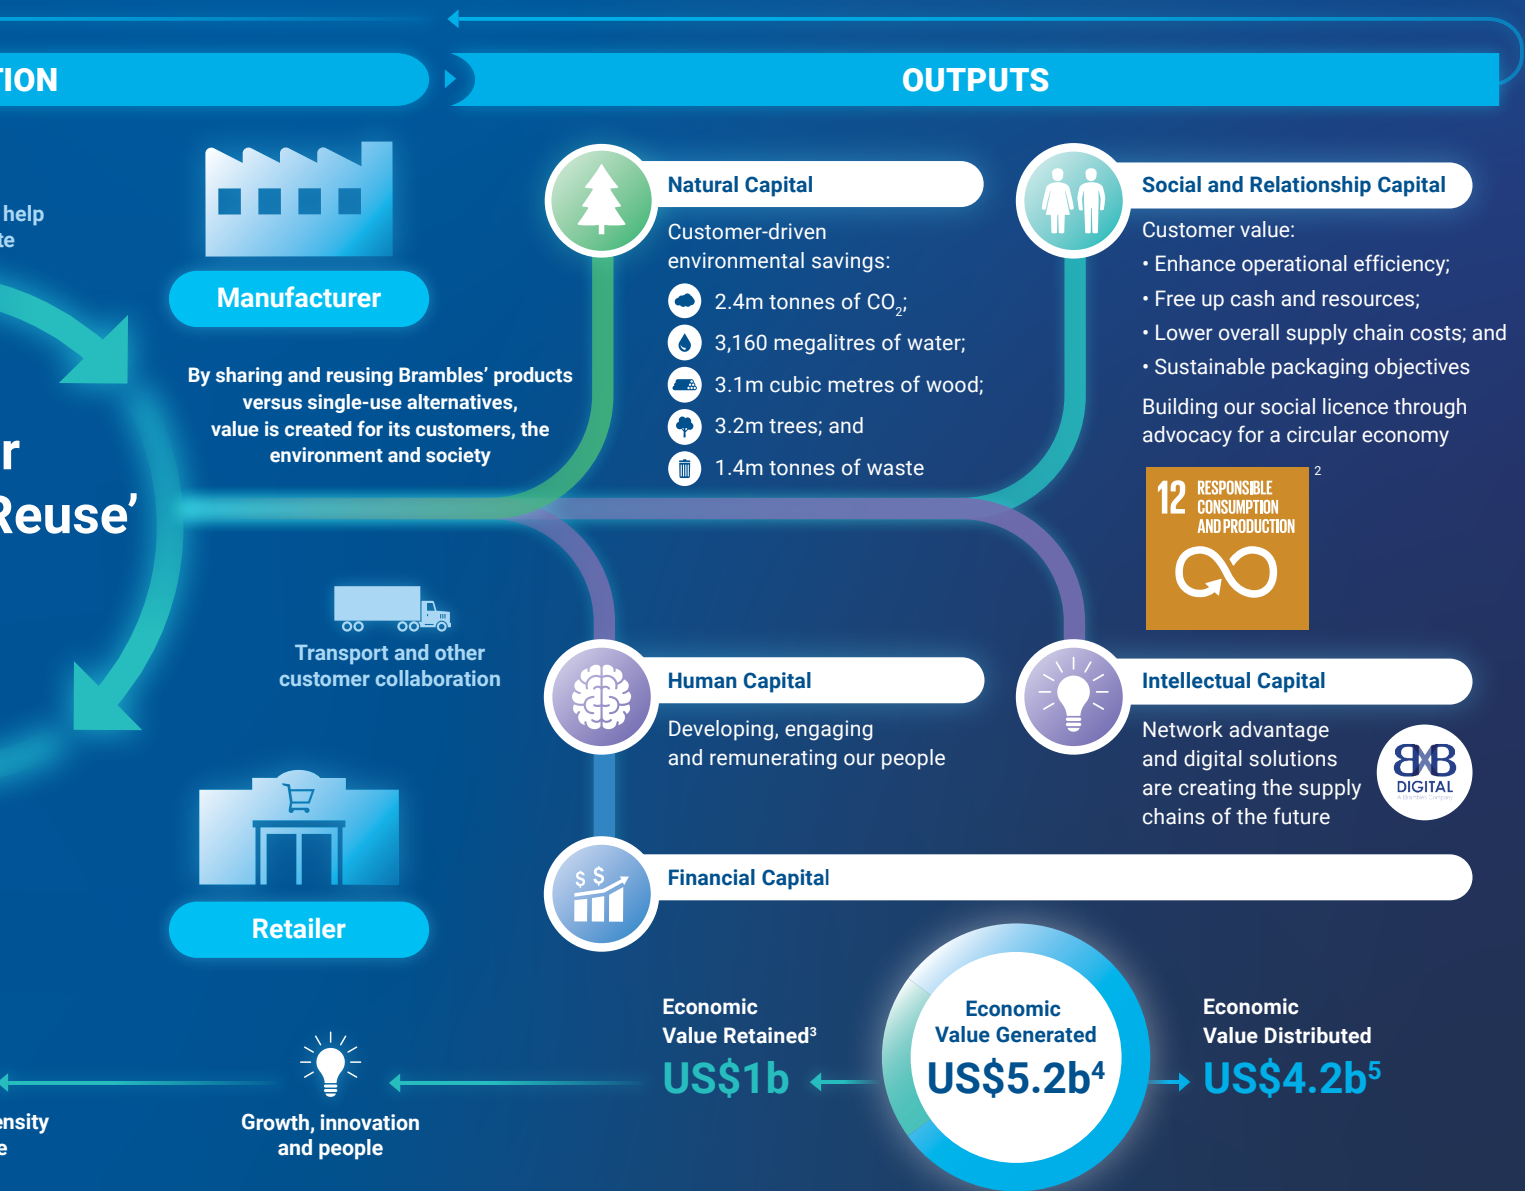 TION
OUTPUTS
help
te
Manufacturer
By sharing and reusing Brambles’ products
versus single-use alternatives,
value is created for its customers, the
environment and society
r
Reuse’
Transport and other
customer collaboration
Retailer
Natural Capital
Customer-driven
environmental savings:
2.4m tonnes of CO₂;
3,160 megalitres of water;
3.1m cubic metres of wood;
3.2m trees; and
1.4m tonnes of waste
Social and Relationship Capital
Customer value:
• Enhance operational efficiency;
• Free up cash and resources;
• Lower overall supply chain costs; and
• Sustainable packaging objectives
Building our social licence through
advocacy for a circular economy
12 RESPONSIBLE
CONSUMPTION
AND PRODUCTION
2
Human Capital
Developing, engaging
and remunerating our people
Intellectual Capital
Network advantage
and digital solutions
are creating the supply
chains of the future
BXB
DIGITAL
A Brambles Company
Financial Capital
$ $
Economic
Value Retained³
US$1b
Economic
Value Generated
US$5.2b⁴
Economic
Value Distributed
US$4.2b⁵
Growth, innovation
and people
ensity
e